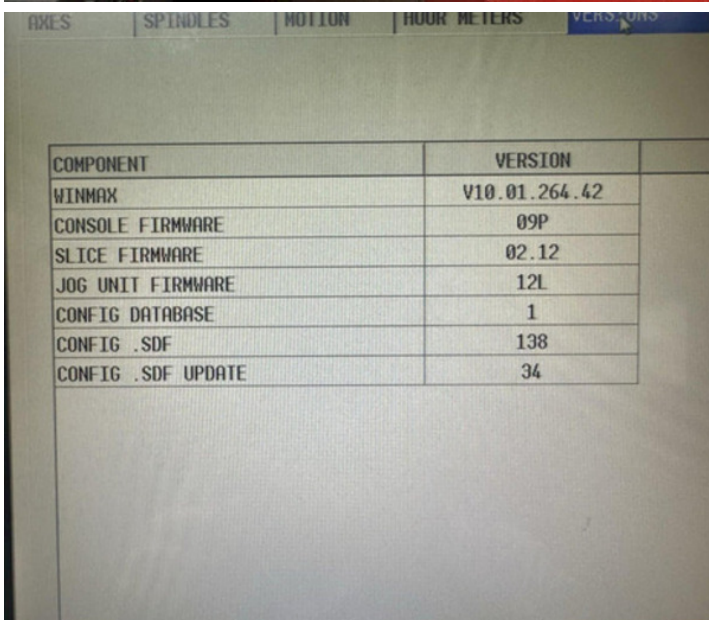 AXES SPINDLES MOTION HOUR METERS VERSIONS
COMPONENT VERSION
WINMAX V10.01.264.42
CONSOLE FIRMWARE 09P
SLICE FIRMWARE 02.12
JOG UNIT FIRMWARE 12L
CONFIG DATABASE 1
CONFIG .SDF 138
CONFIG .SDF UPDATE 34